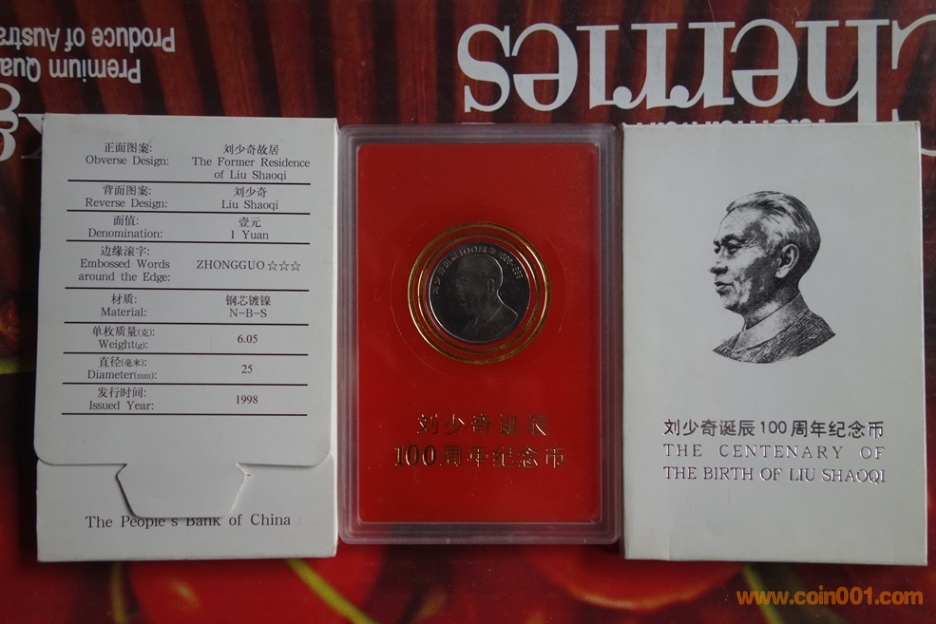 Premium Qua
Produce of Austra
cherries
正面图案:
Obverse Design:
刘少奇故居
The Former Residence
of Liu Shaoqi
背面图案:
Reverse Design:
刘少奇
Liu Shaoqi
面值:
Denomination:
壹元
1 Yuan
边缘滚字:
Embossed Words
around the Edge:
ZHONGGUO ☆☆☆
材质:
Material:
钢芯镀镍
N-B-S
单枚质量(克):
Weight(g):
6.05
直径(毫米):
Diameter(mm):
25
发行时间:
Issued Year:
1998
The People's Bank of China
刘少奇诞辰
100周年纪念币
刘少奇诞辰100周年纪念币
THE CENTENARY OF
THE BIRTH OF LIU SHAOQI
www.coin001.com